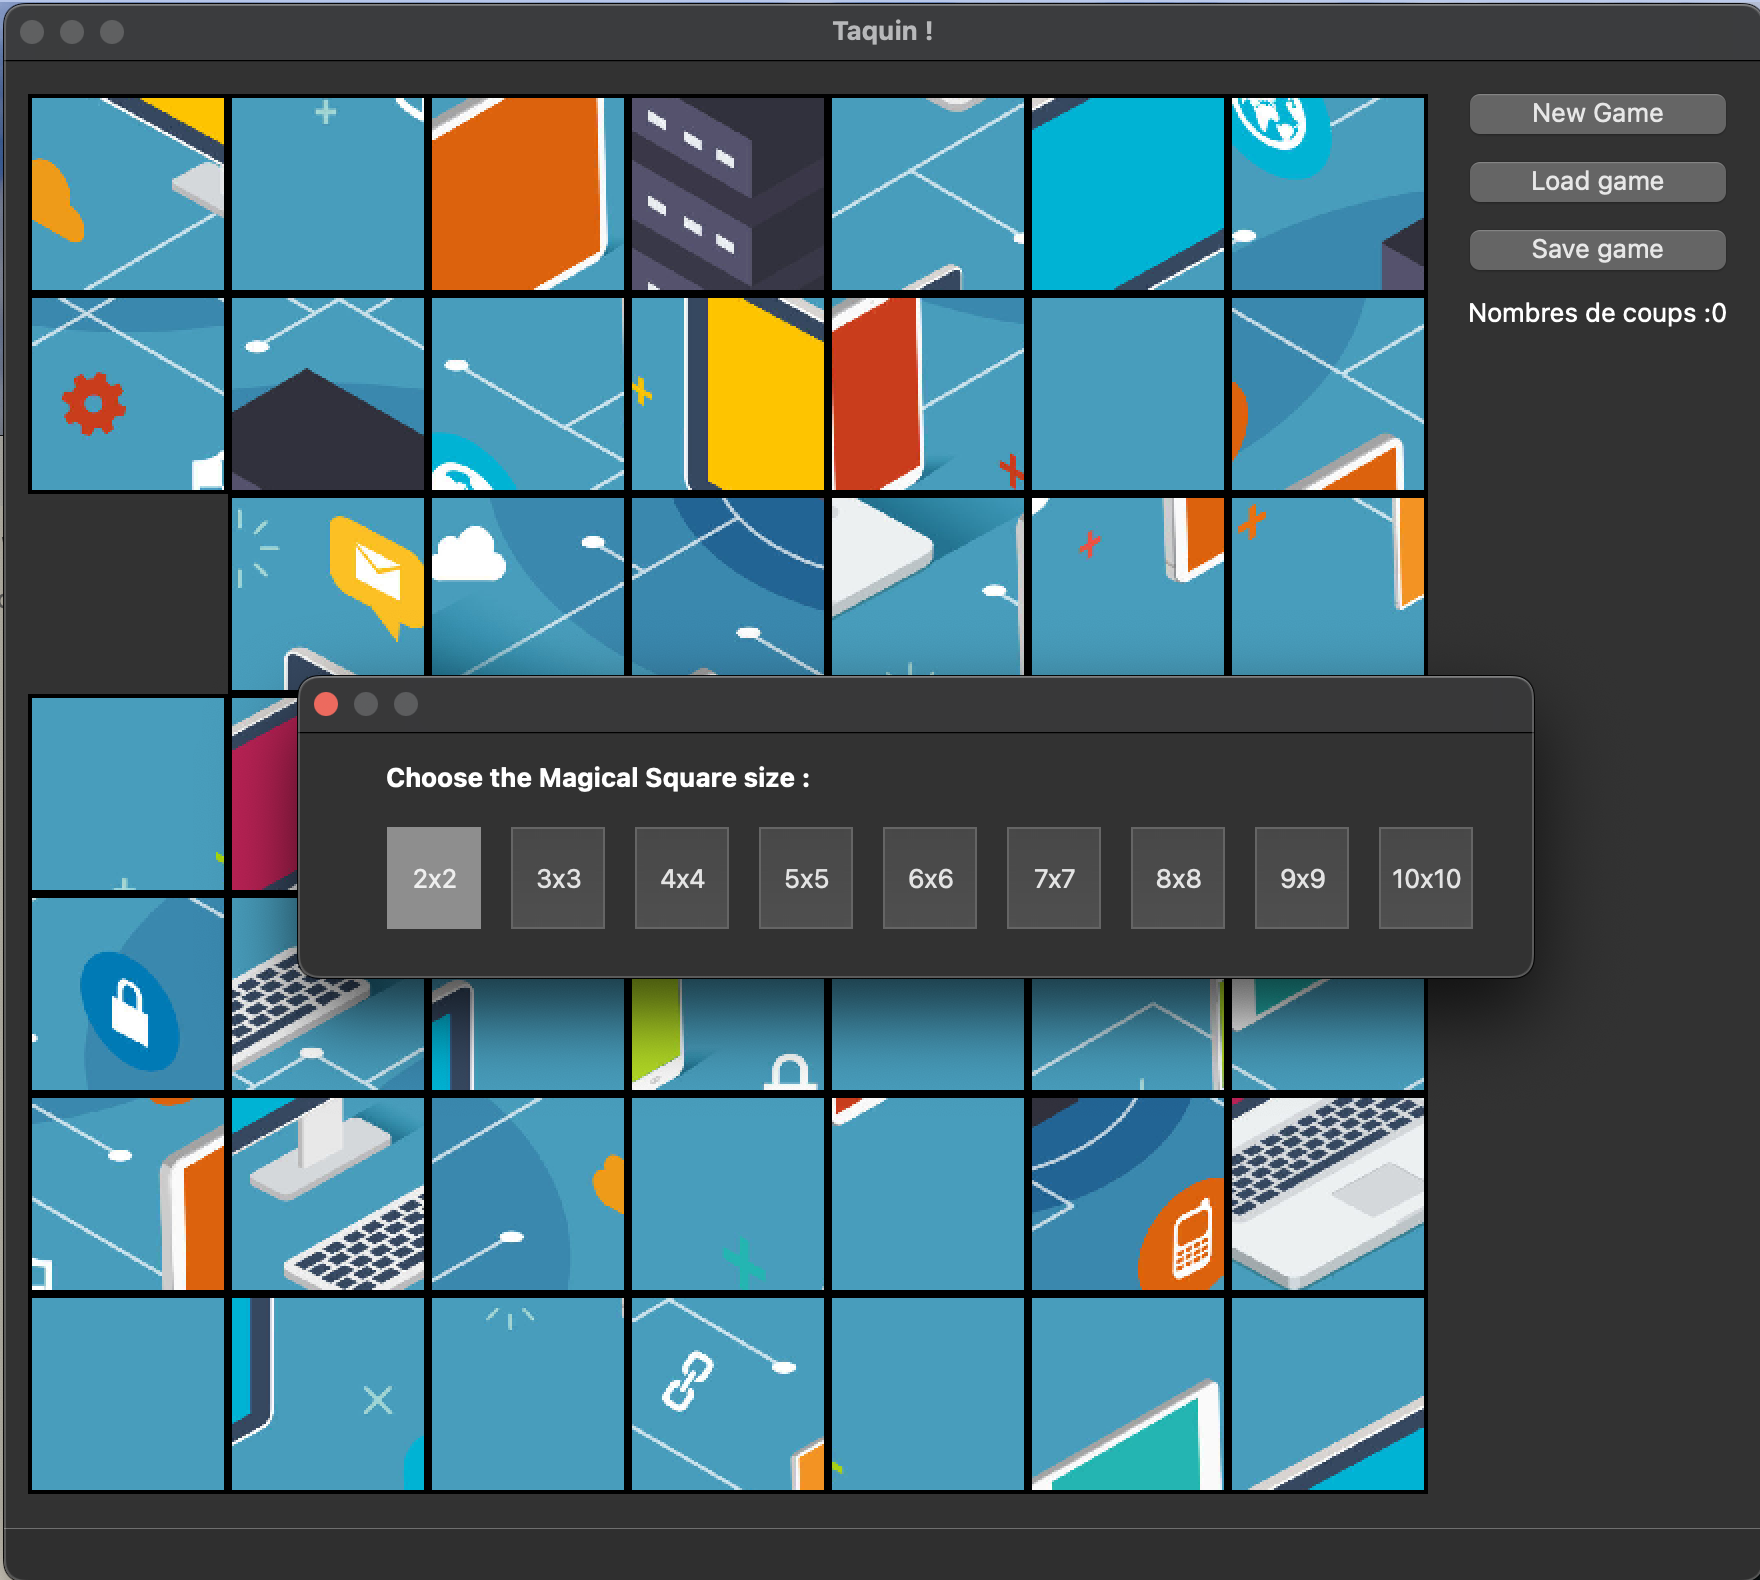 Taquin !
New Game
Load game
Save game
Nombres de coups :0
Choose the Magical Square size :
2x2 3x3 4x4 5x5 6x6 7x7 8x8 9x9 10x10